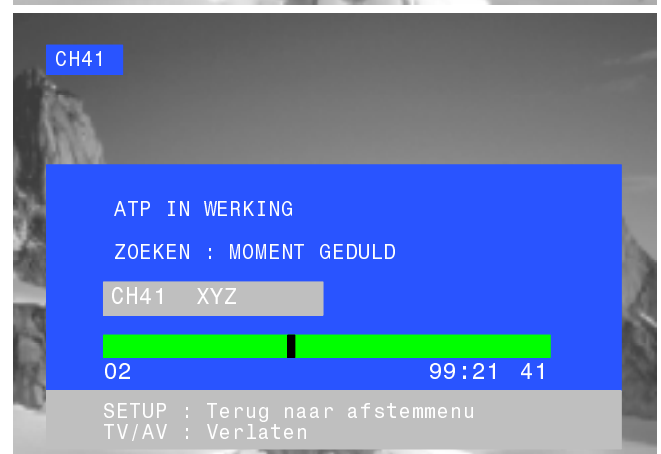 CH41
ATP IN WERKING
ZOEKEN : MOMENT GEDULD
CH41 XYZ
02 99:21 41
SETUP : Terug naar afstemmenu
TV/AV : Verlaten